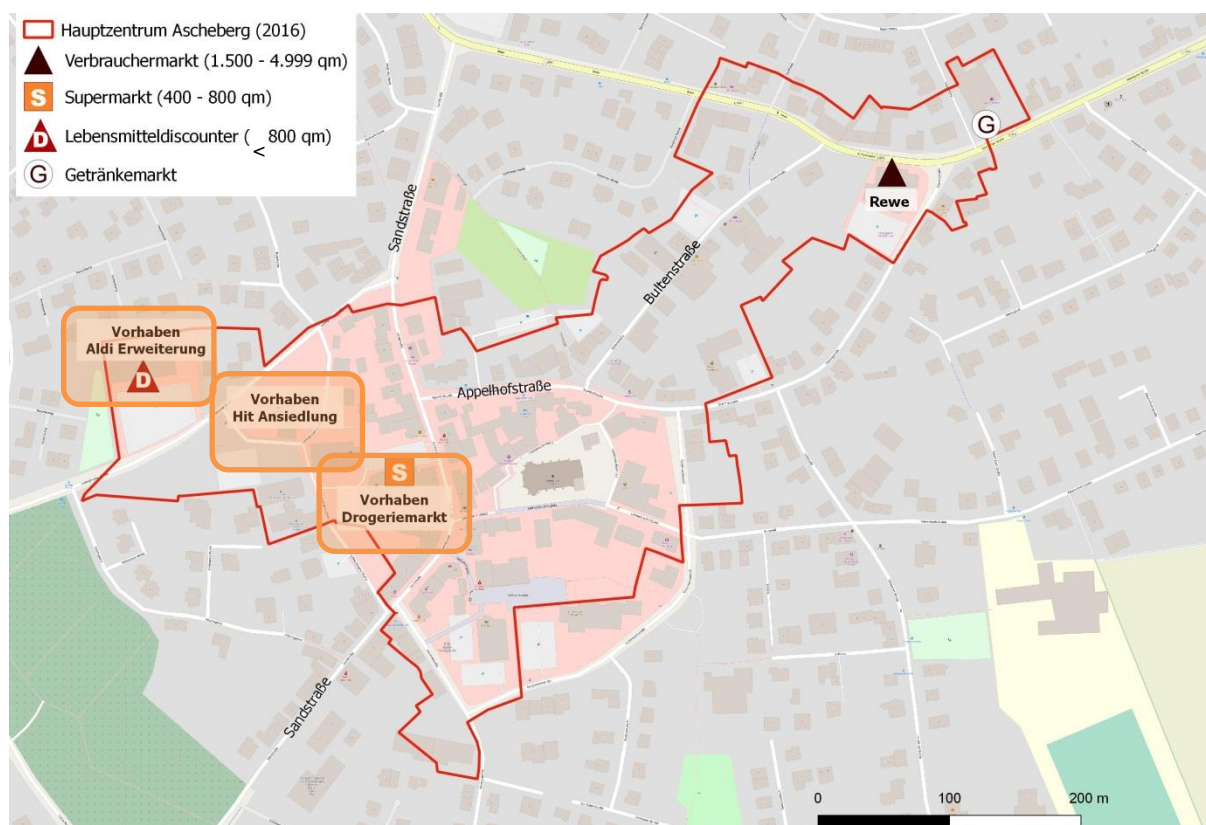 Hauptzentrum Ascheberg (2016)
Verbrauchermarkt (1.500 - 4.999 qm)
S Supermarkt (400 - 800 qm)
D Lebensmitteldiscounter ( < 800 qm)
G Getränkemarkt
Sandstraße
G
Rewe
Bultenstraße
Vorhaben
Aldi Erweiterung
D
Appelhofstraße
Vorhaben
Hit Ansiedlung
S
Vorhaben
Drogeriemarkt
Sandstraße
0 100 200 m